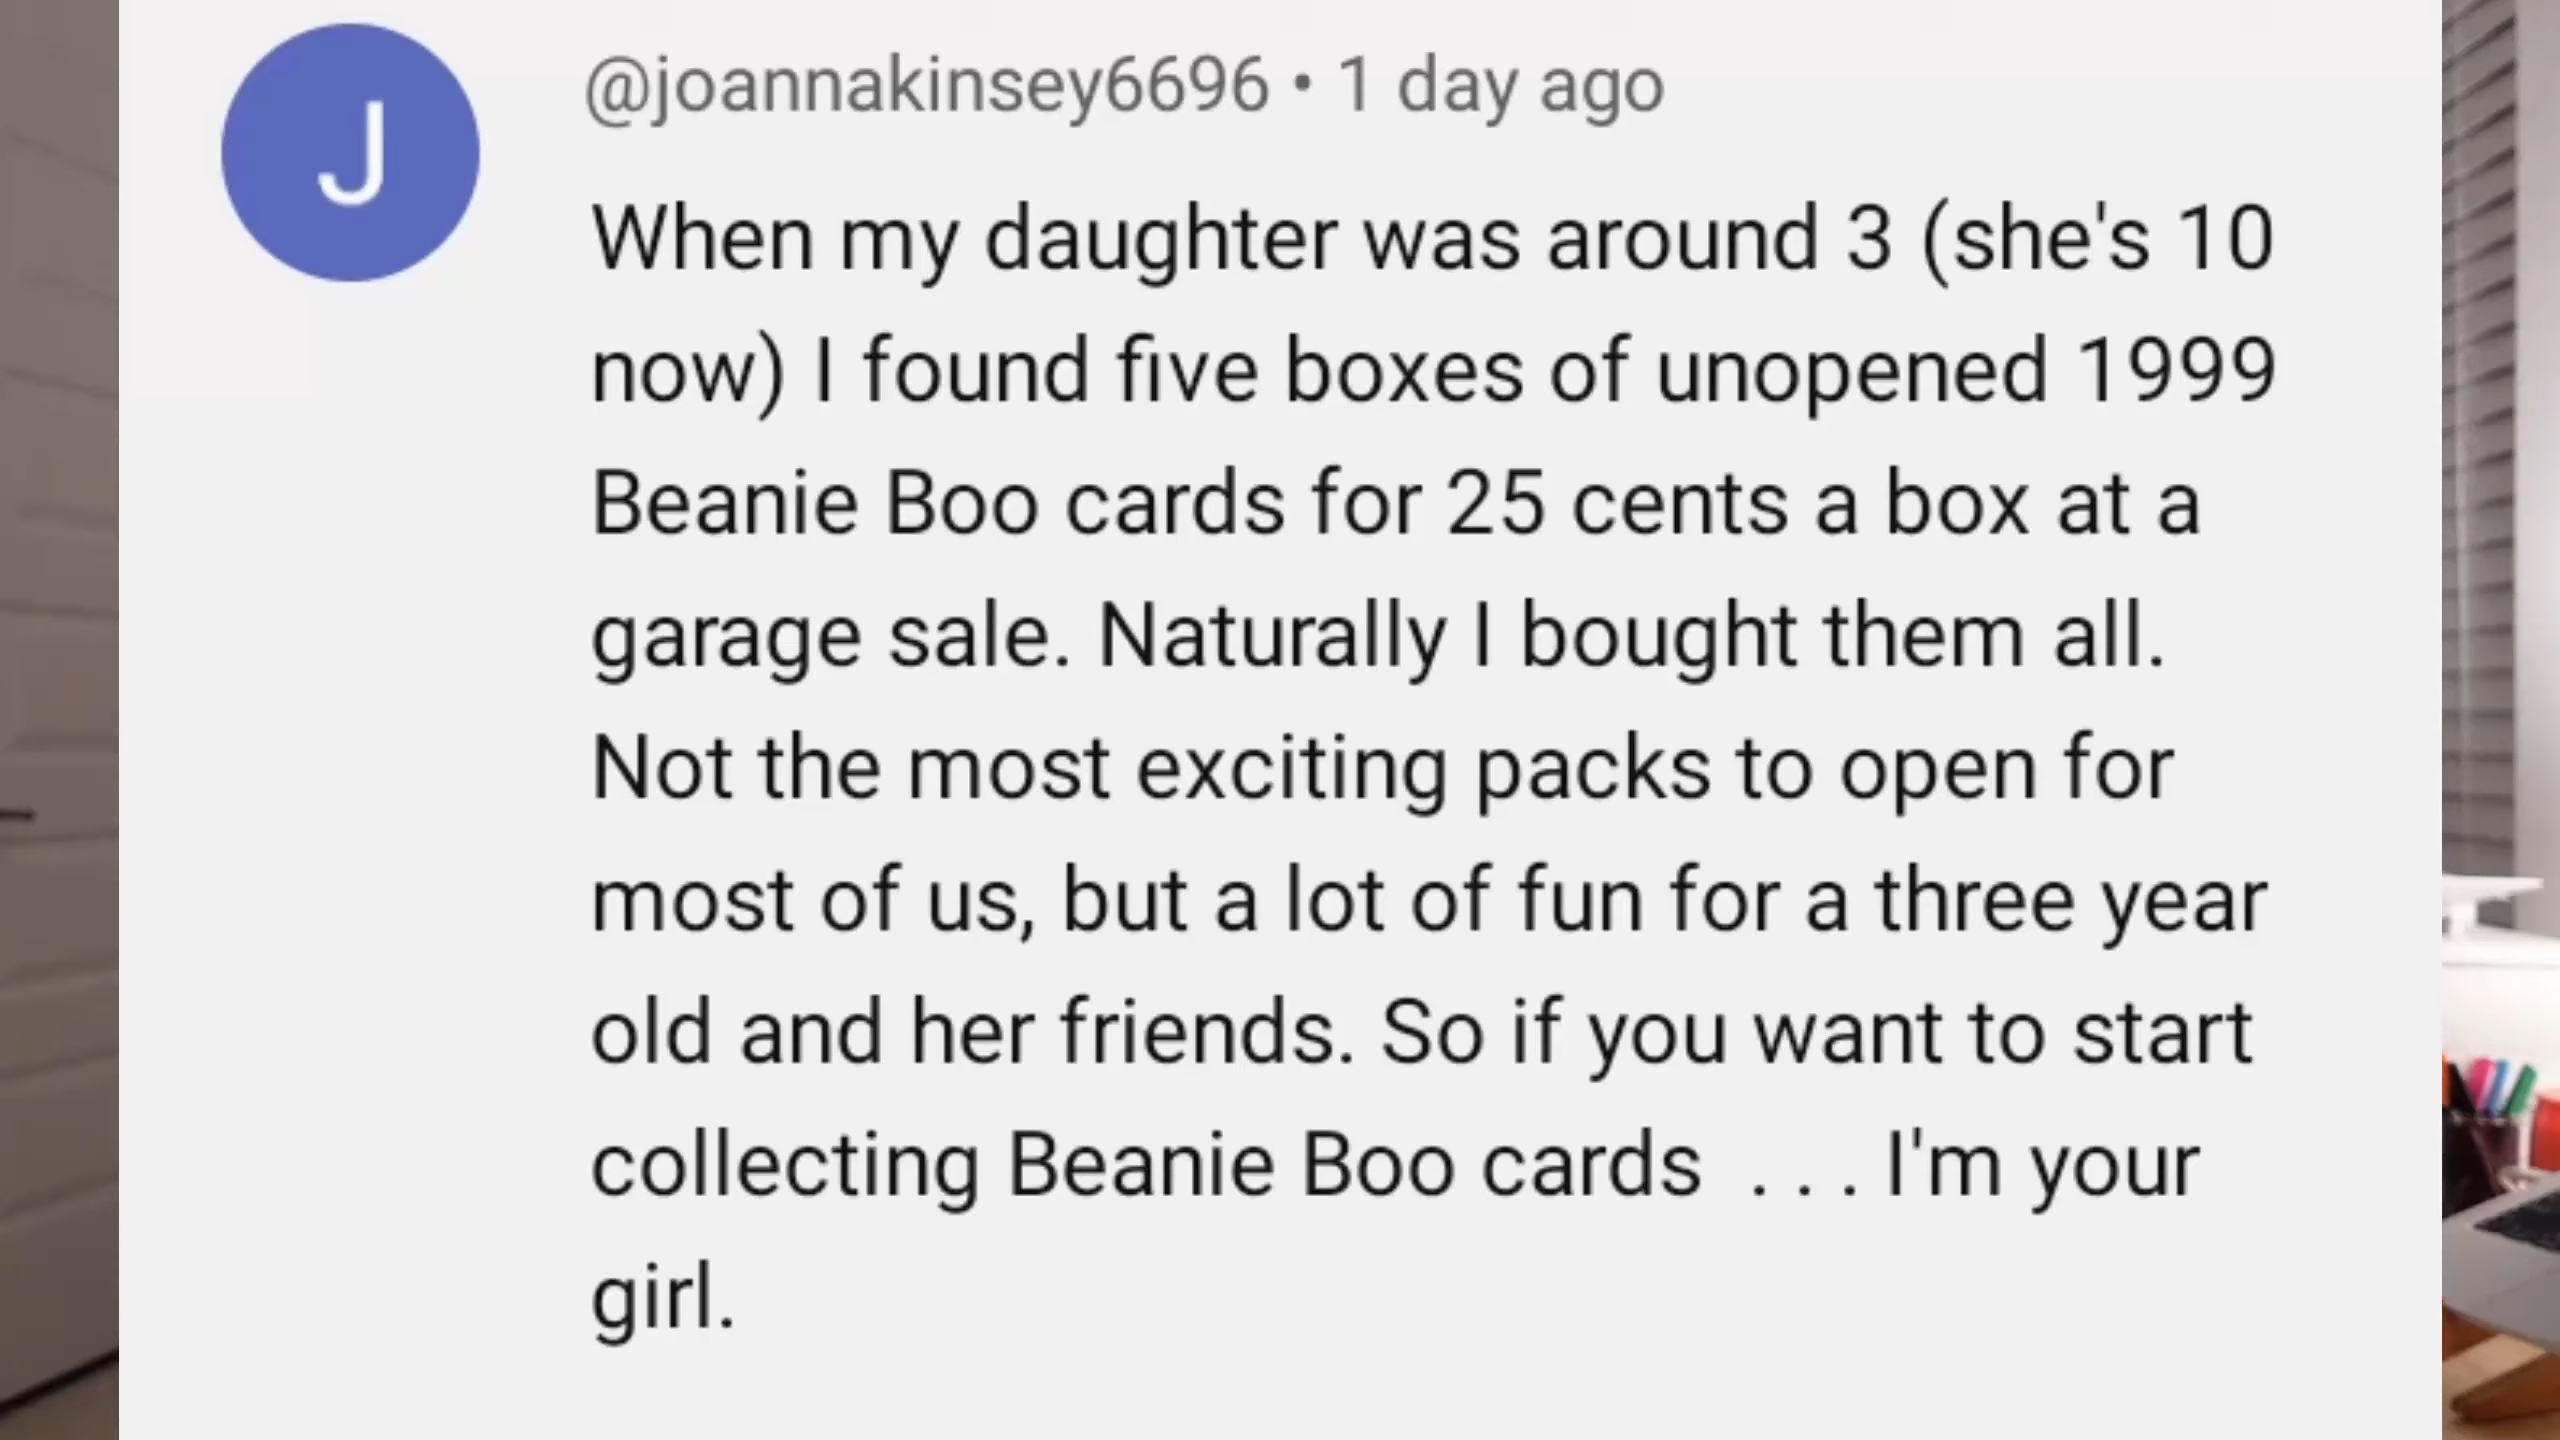 J
@joannakinsey6696 • 1 day ago
When my daughter was around 3 (she's 10
now) I found five boxes of unopened 1999
Beanie Boo cards for 25 cents a box at a
garage sale. Naturally I bought them all.
Not the most exciting packs to open for
most of us, but a lot of fun for a three year
old and her friends. So if you want to start
collecting Beanie Boo cards  . . . I'm your
girl.